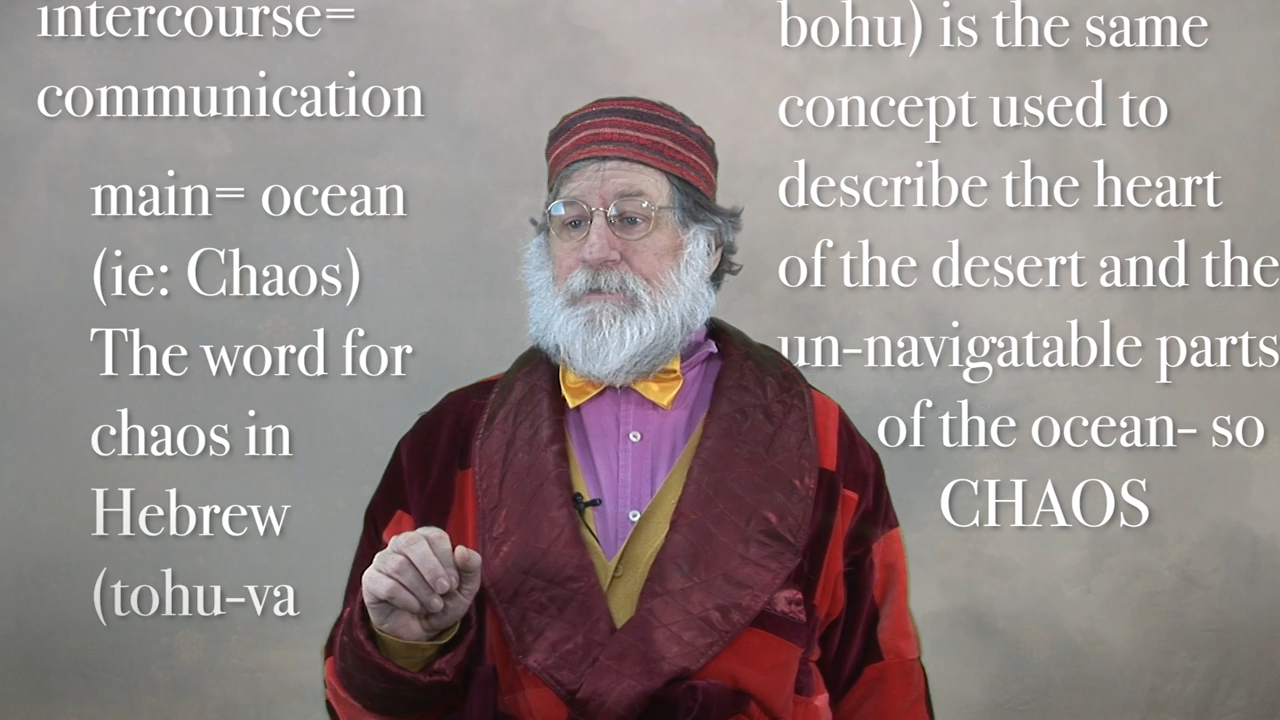 intercourse=
communication
main= ocean
(ie: Chaos)
The word for
chaos in
Hebrew
(tohu-va
bohu) is the same
concept used to
describe the heart
of the desert and the
un-navigatable parts
of the ocean- so
CHAOS